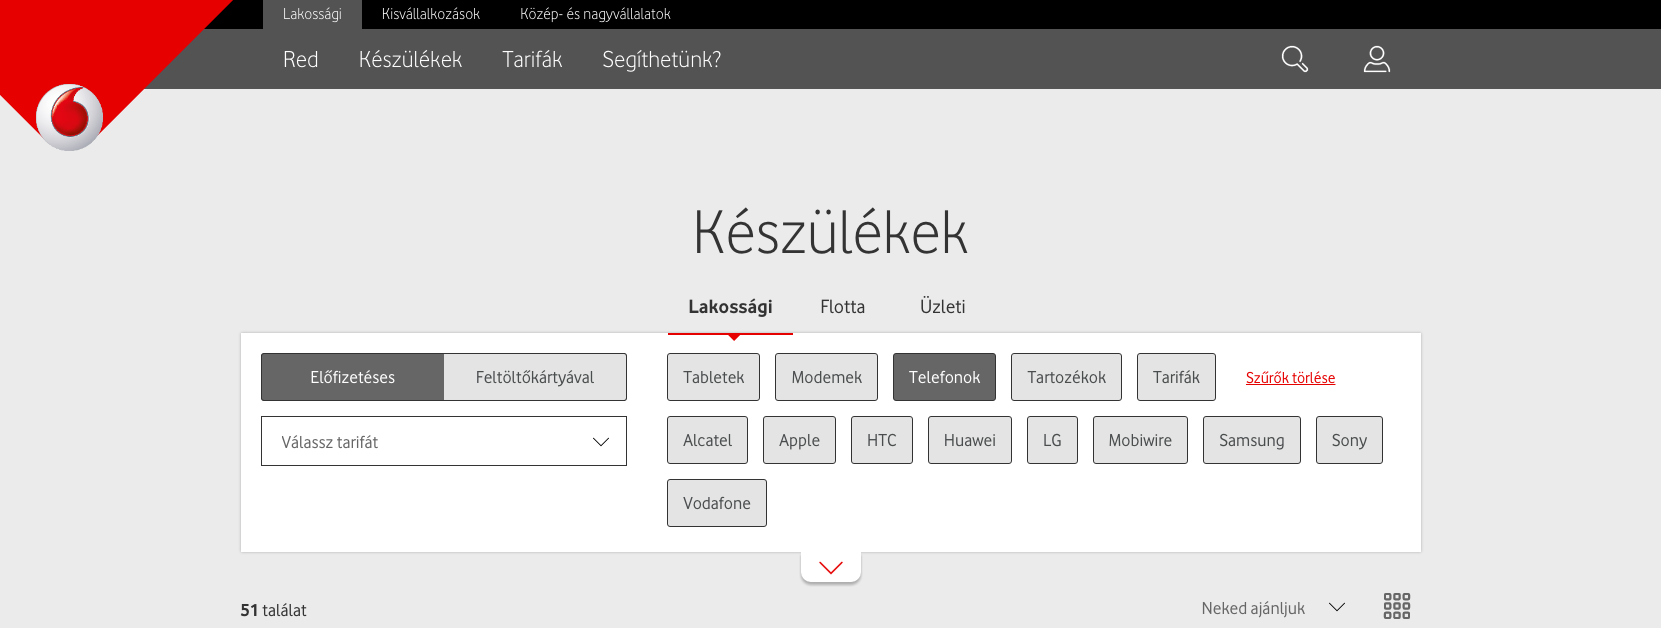 Lakossági Kisvállalkozások Közép- és nagyvállalatok
Red Készülékek Tarifák Segíthetünk?
Készülékek
Lakossági Flotta Üzleti
Előfizetéses Feltöltőkártyával
Válassz tarifát
Tabletek Modemek Telefonok Tartozékok Tarifák Szűrők törlése
Alcatel Apple HTC Huawei LG Mobiwire Samsung Sony
Vodafone
51 találat
Neked ajánljuk